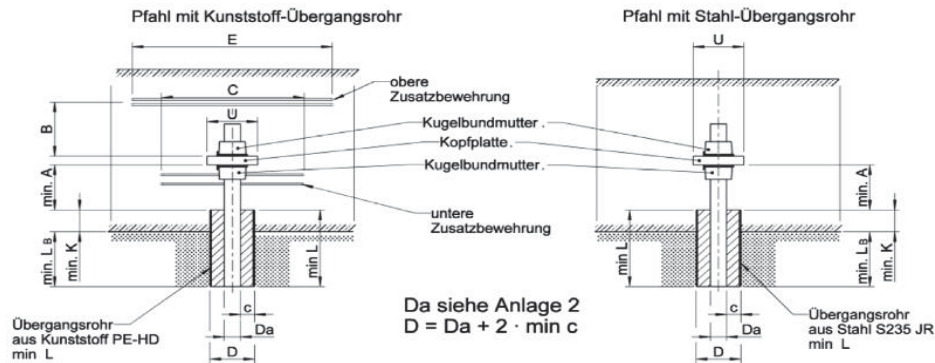 Pfahl mit Kunststoff-Übergangsrohr
Pfahl mit Stahl-Übergangsrohr
E
U
obere
Zusatzbewehrung
C
U
B
Kugelbundmutter .
Kopfplatte .
Kugelbundmutter .
min. A
min. A
untere
Zusatzbewehrung
min. K
min. LB
min L
min L
min. LB
min. K
c
Da
D
Da siehe Anlage 2
D = Da + 2 · min c
c
Da
D
Übergangsrohr
aus Kunststoff PE-HD
min L
Übergangsrohr
aus Stahl S235 JR
min L